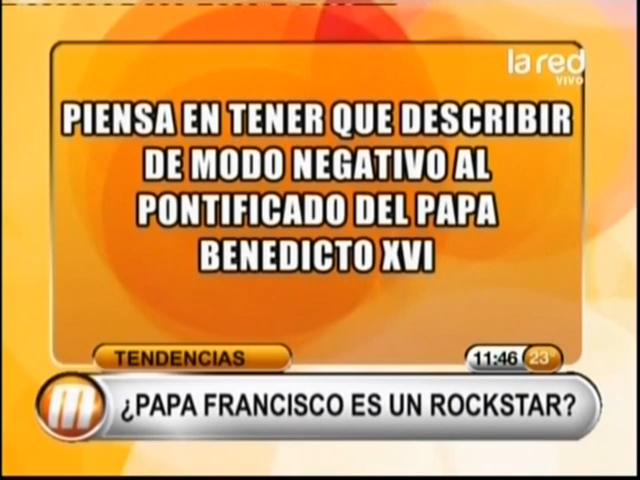 la red
VIVO
PIENSA EN TENER QUE DESCRIBIR
DE MODO NEGATIVO AL
PONTIFICADO DEL PAPA
BENEDICTO XVI
TENDENCIAS
11:46 23°
m ¿PAPA FRANCISCO ES UN ROCKSTAR?